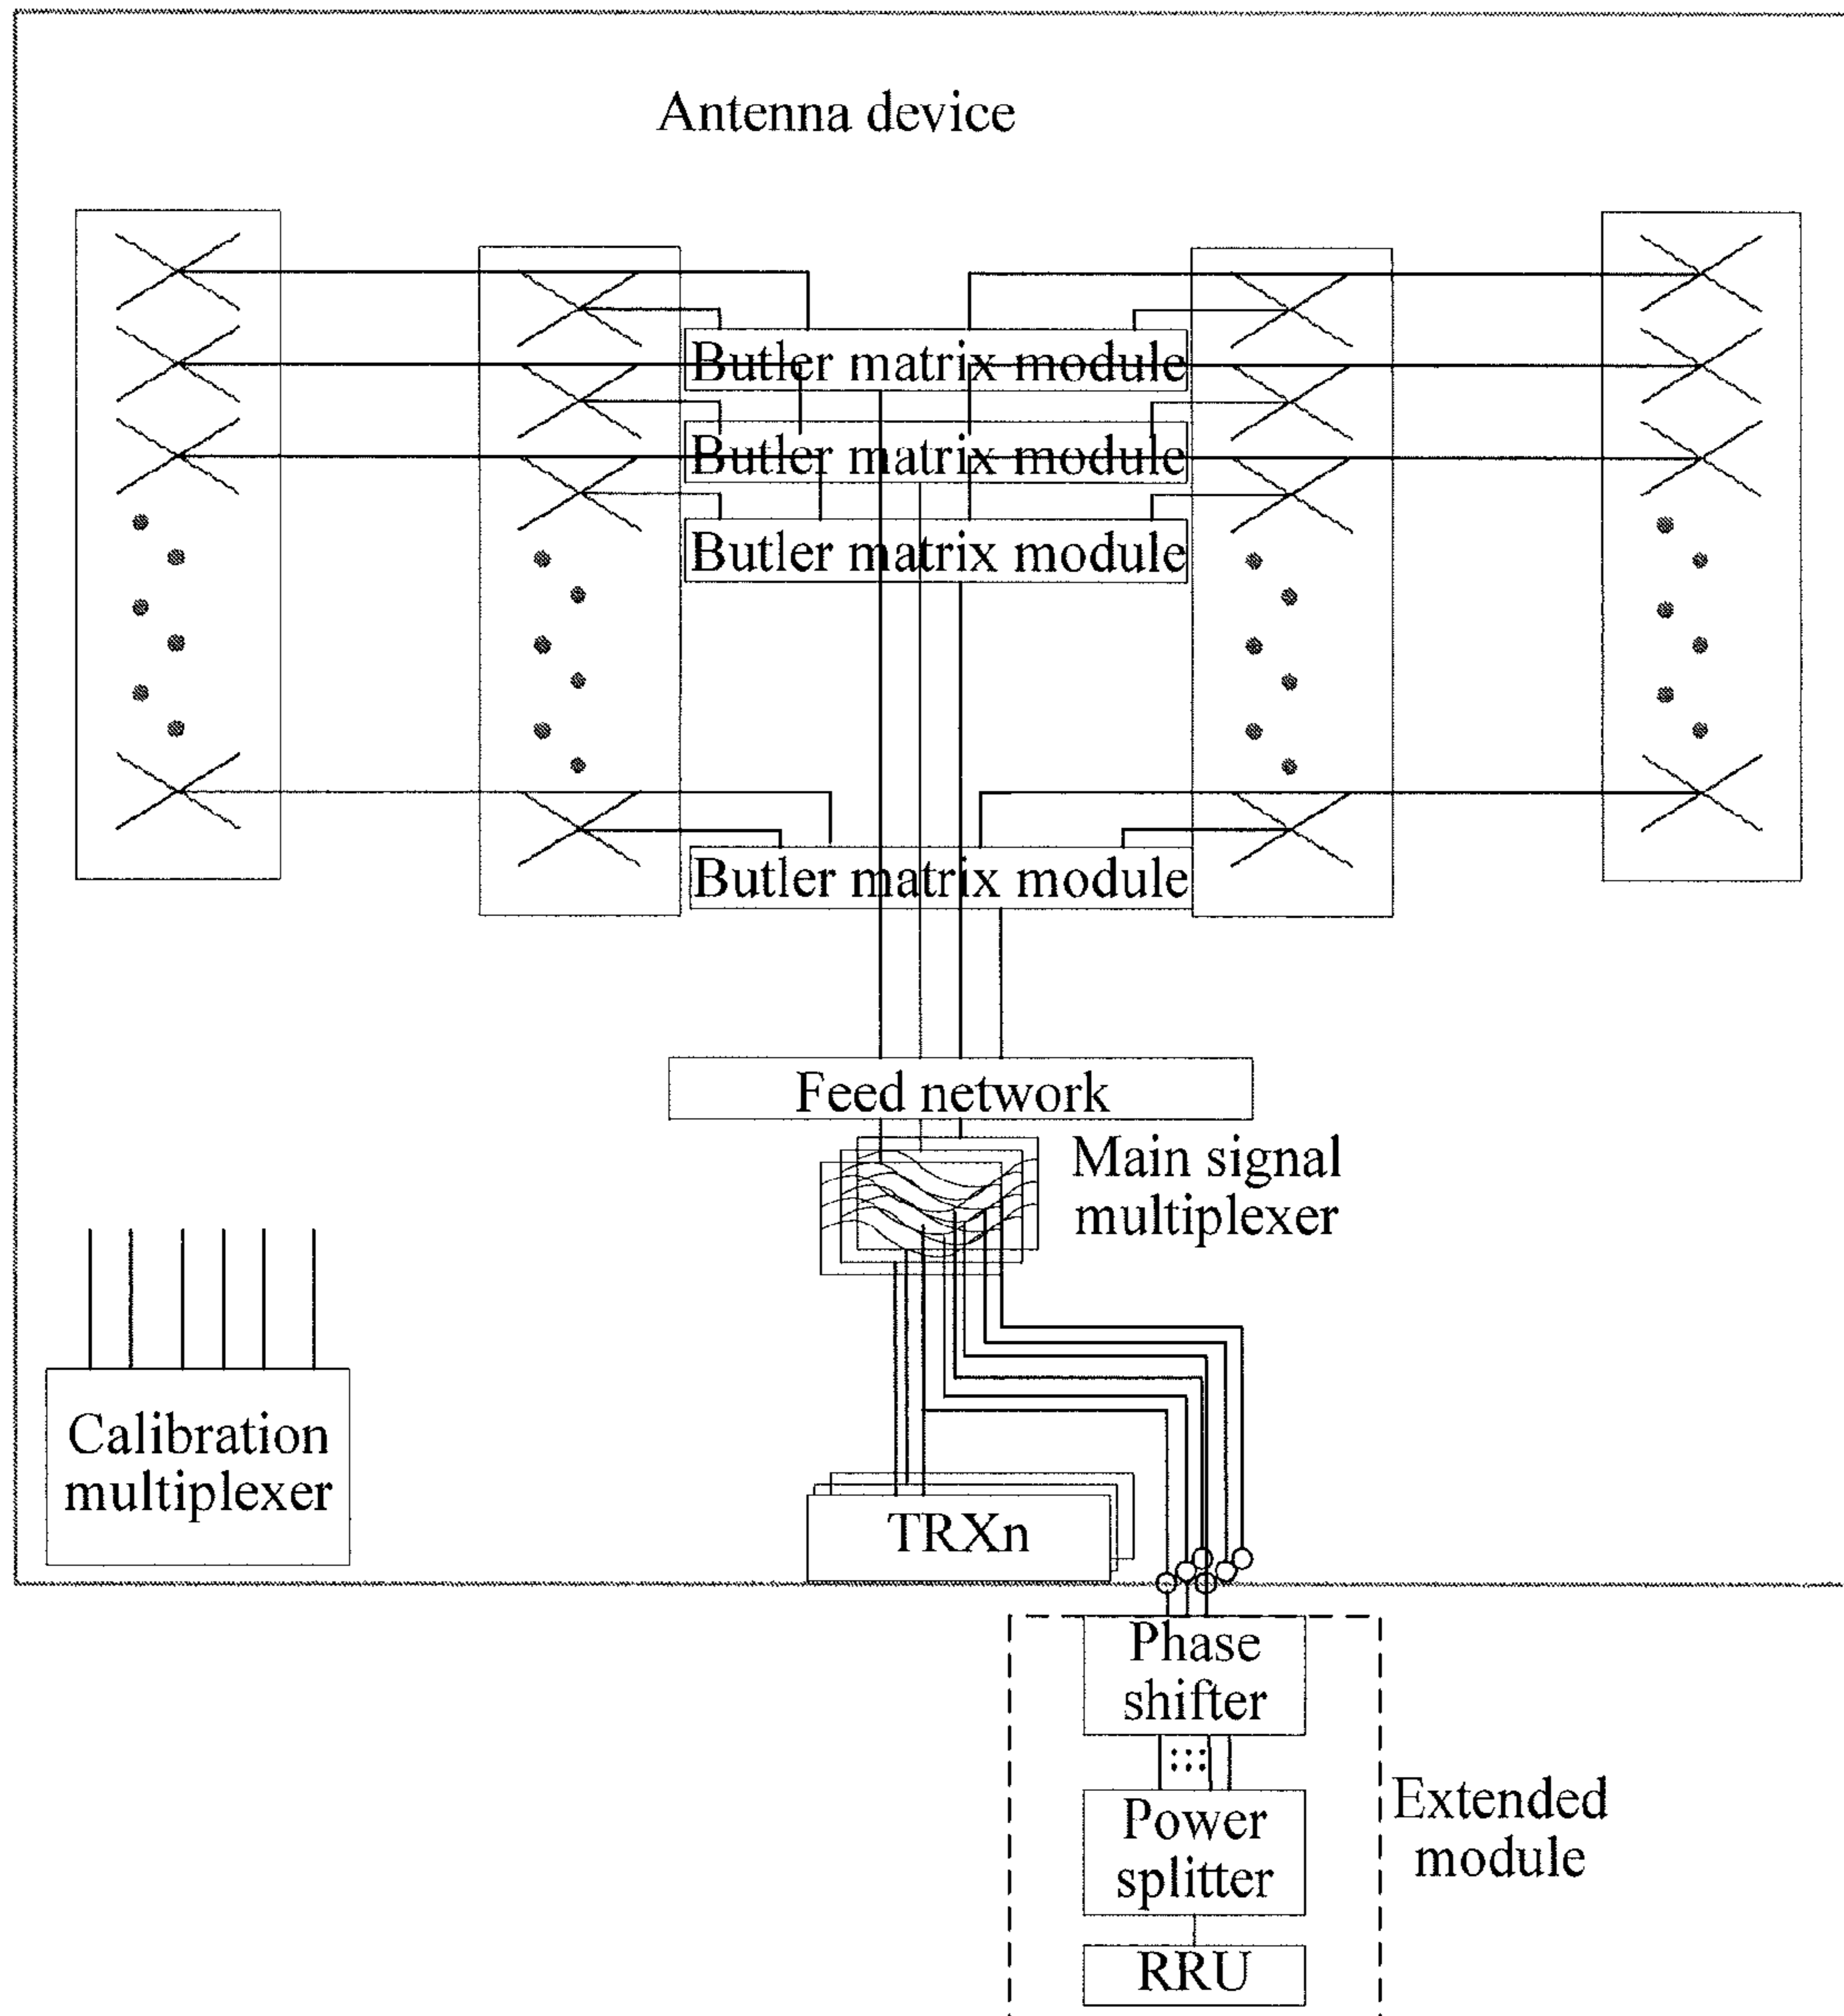 Antenna device
Butler matrix module
Butler matrix module
Butler matrix module
Butler matrix module
Feed network
Main signal
multiplexer
Calibration
multiplexer
TRXn
Phase
shifter
Power
splitter
Extended
module
RRU